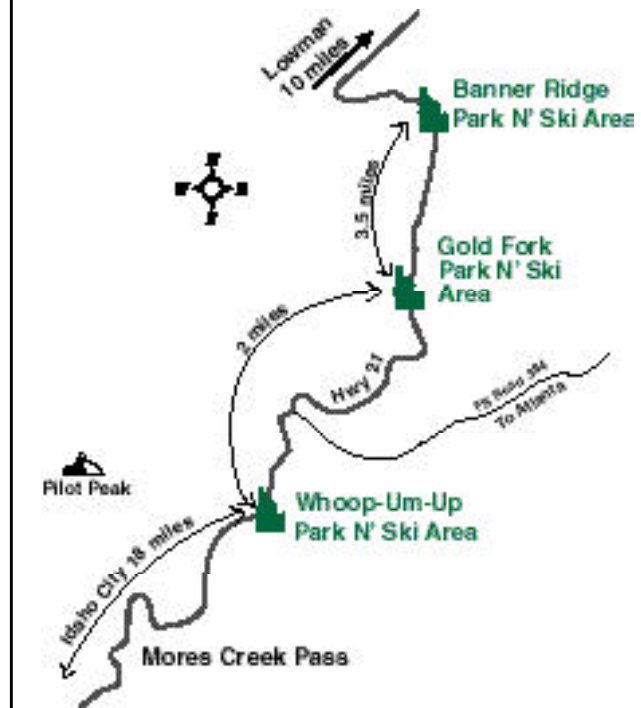 Lowman
10 miles
Banner Ridge
Park N' Ski Area
3.5 miles
Gold Fork
Park N' Ski
Area
2 miles
Hwy 21
FS Road 384
To Atlanta
Pilot Peak
Whoop-Um-Up
Park N' Ski Area
Idaho City 18 miles
Mores Creek Pass